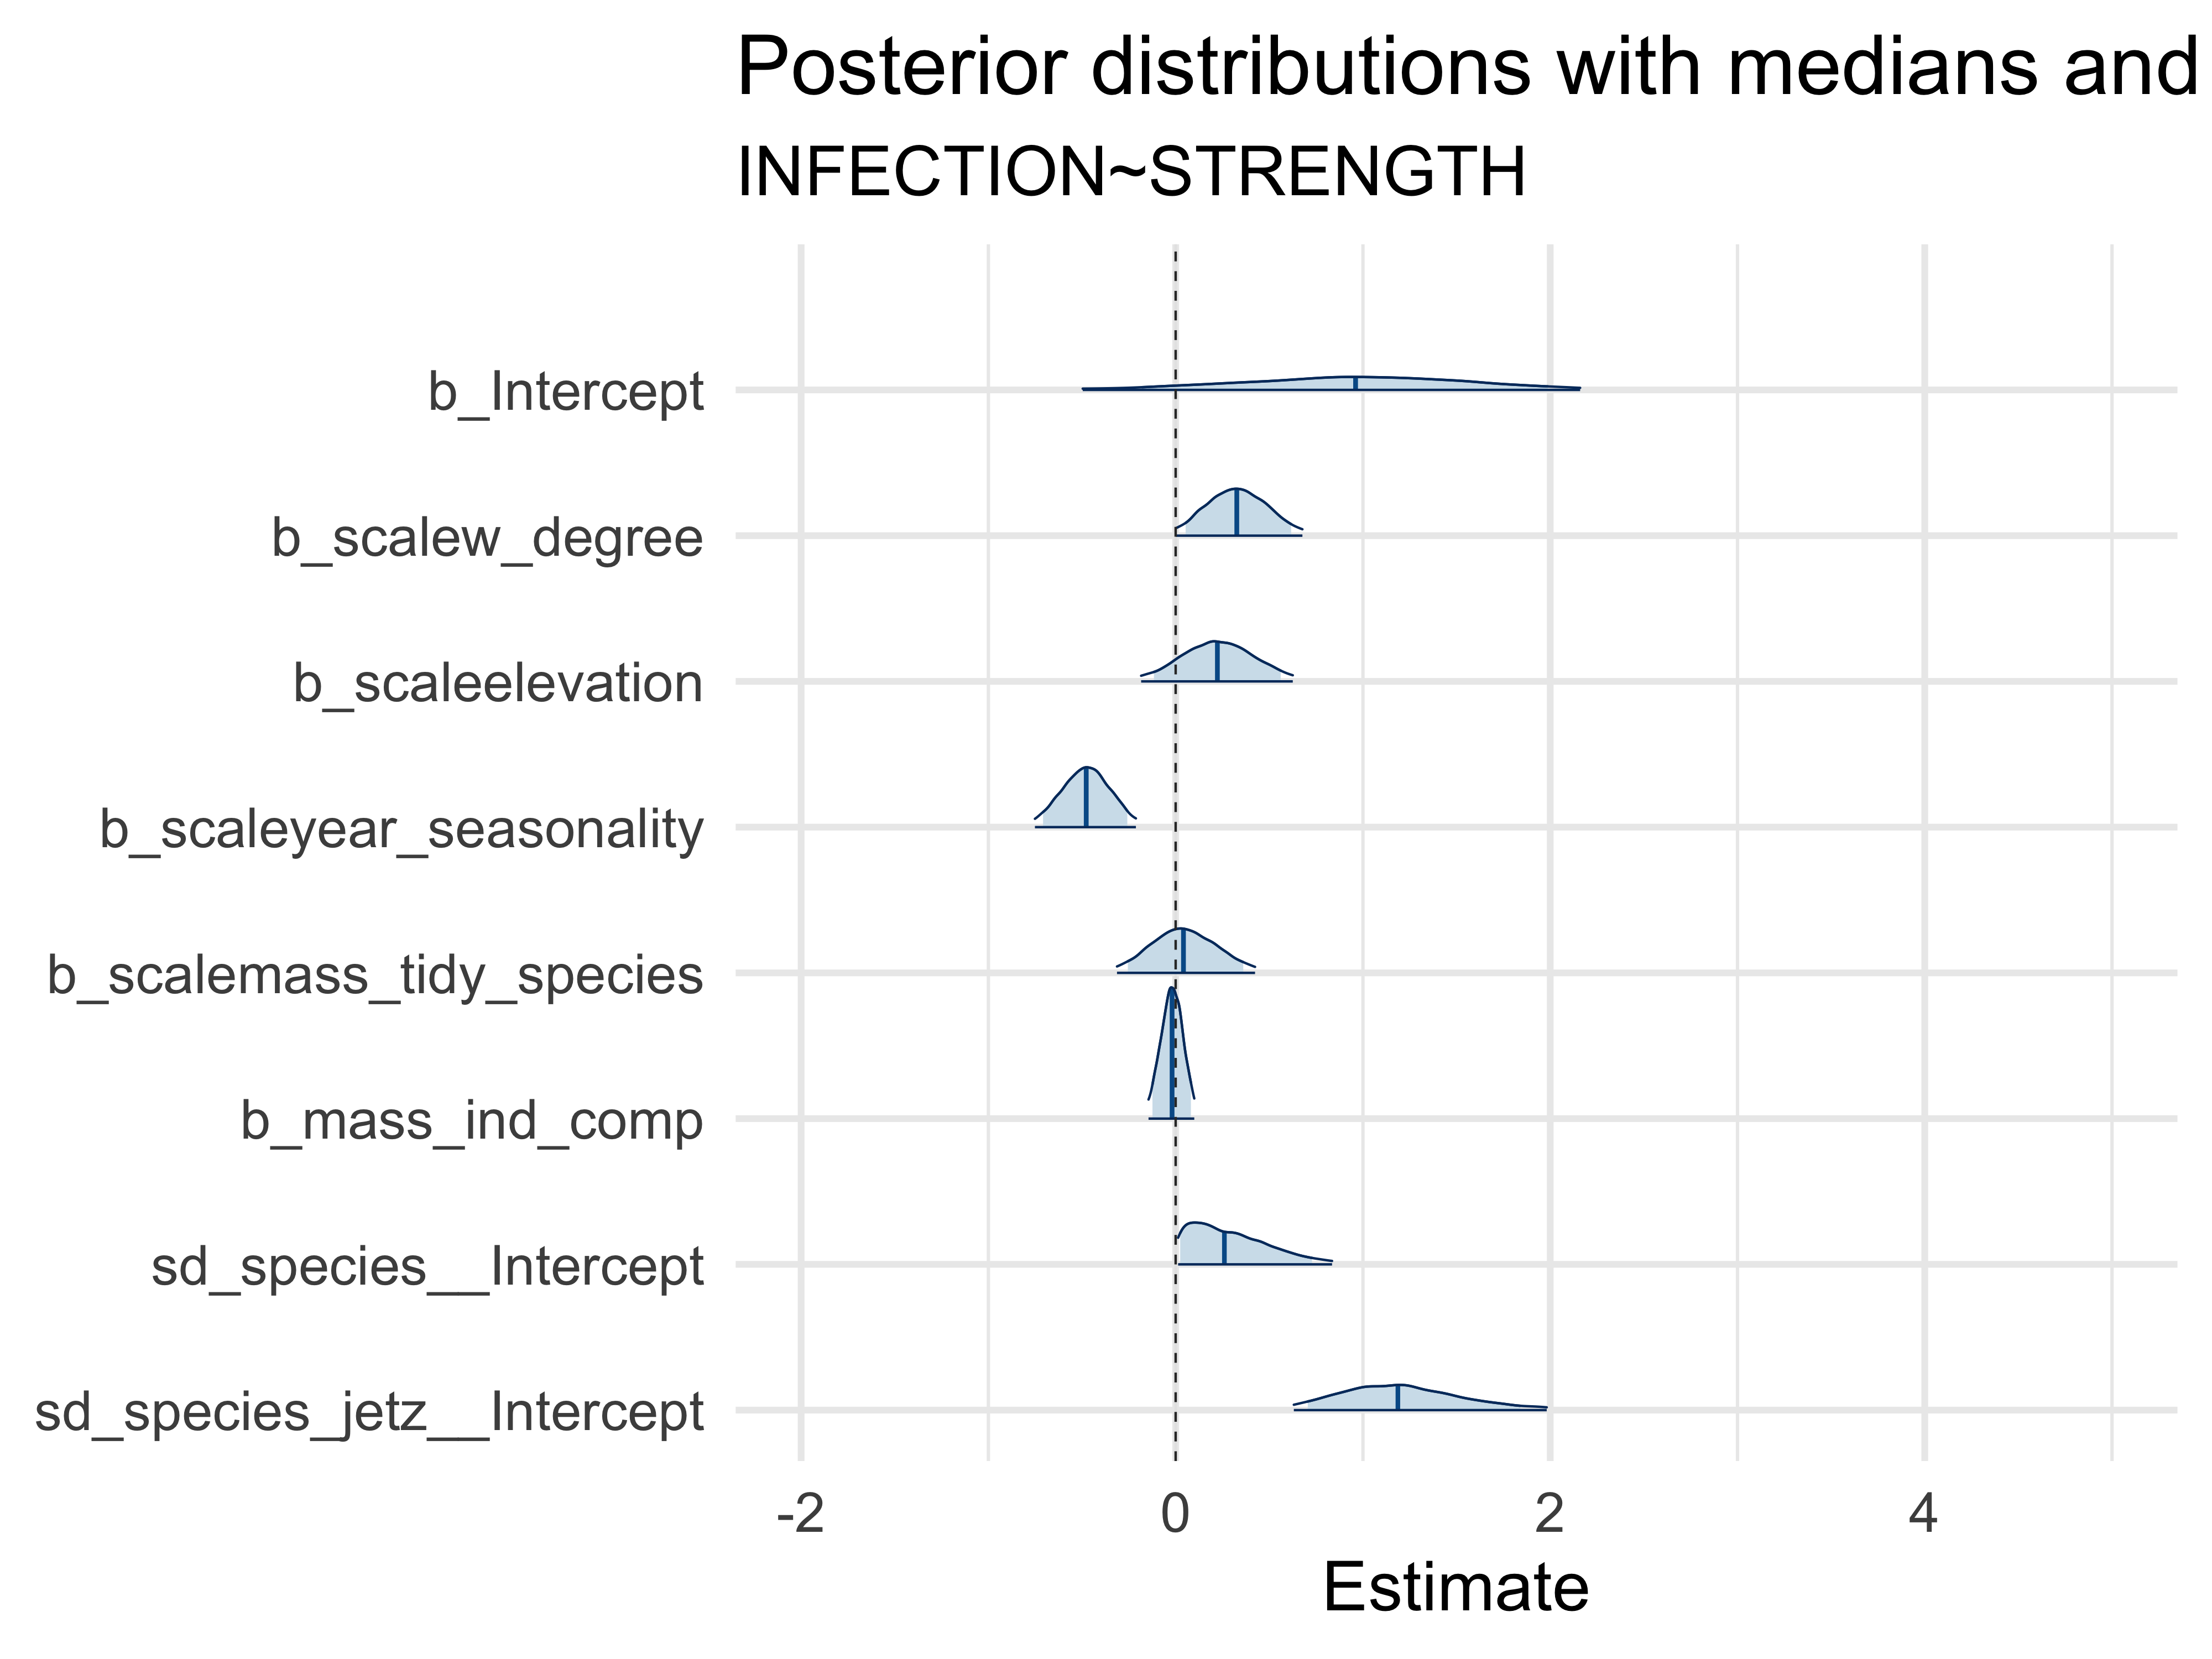 Posterior distributions with medians and
INFECTION~STRENGTH
b_Intercept
b_scalew_degree
b_scaleelevation
b_scaleyear_seasonality
b_scalemass_tidy_species
b_mass_ind_comp
sd_species__Intercept
sd_species_jetz__Intercept
-2 0 2 4
Estimate